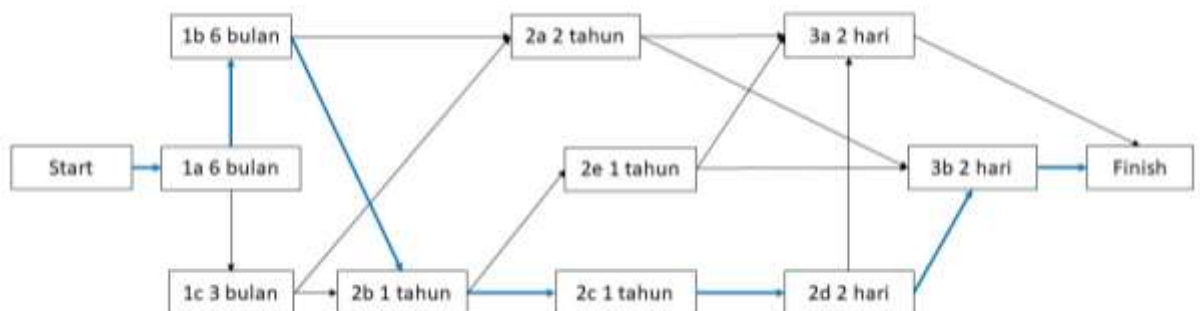 1b 6 bulan
2a 2 tahun
3a 2 hari
Start
1a 6 bulan
2e 1 tahun
3b 2 hari
Finish
1c 3 bulan
2b 1 tahun
2c 1 tahun
2d 2 hari